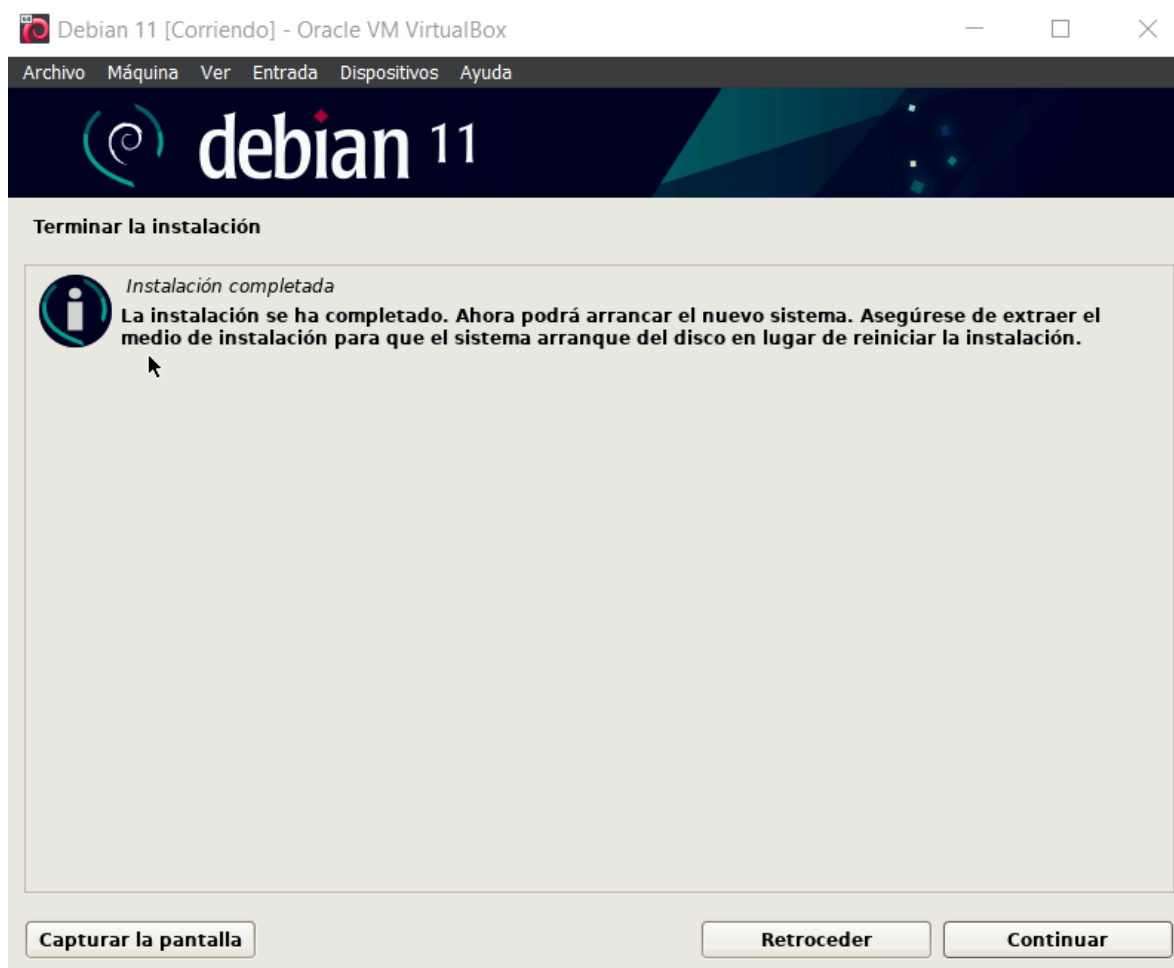 Debian 11 [Corriendo] - Oracle VM VirtualBox
Archivo Máquina Ver Entrada Dispositivos Ayuda
debian 11
Terminar la instalación
Instalación completada
La instalación se ha completado. Ahora podrá arrancar el nuevo sistema. Asegúrese de extraer el
medio de instalación para que el sistema arranque del disco en lugar de reiniciar la instalación.
Capturar la pantalla Retroceder Continuar